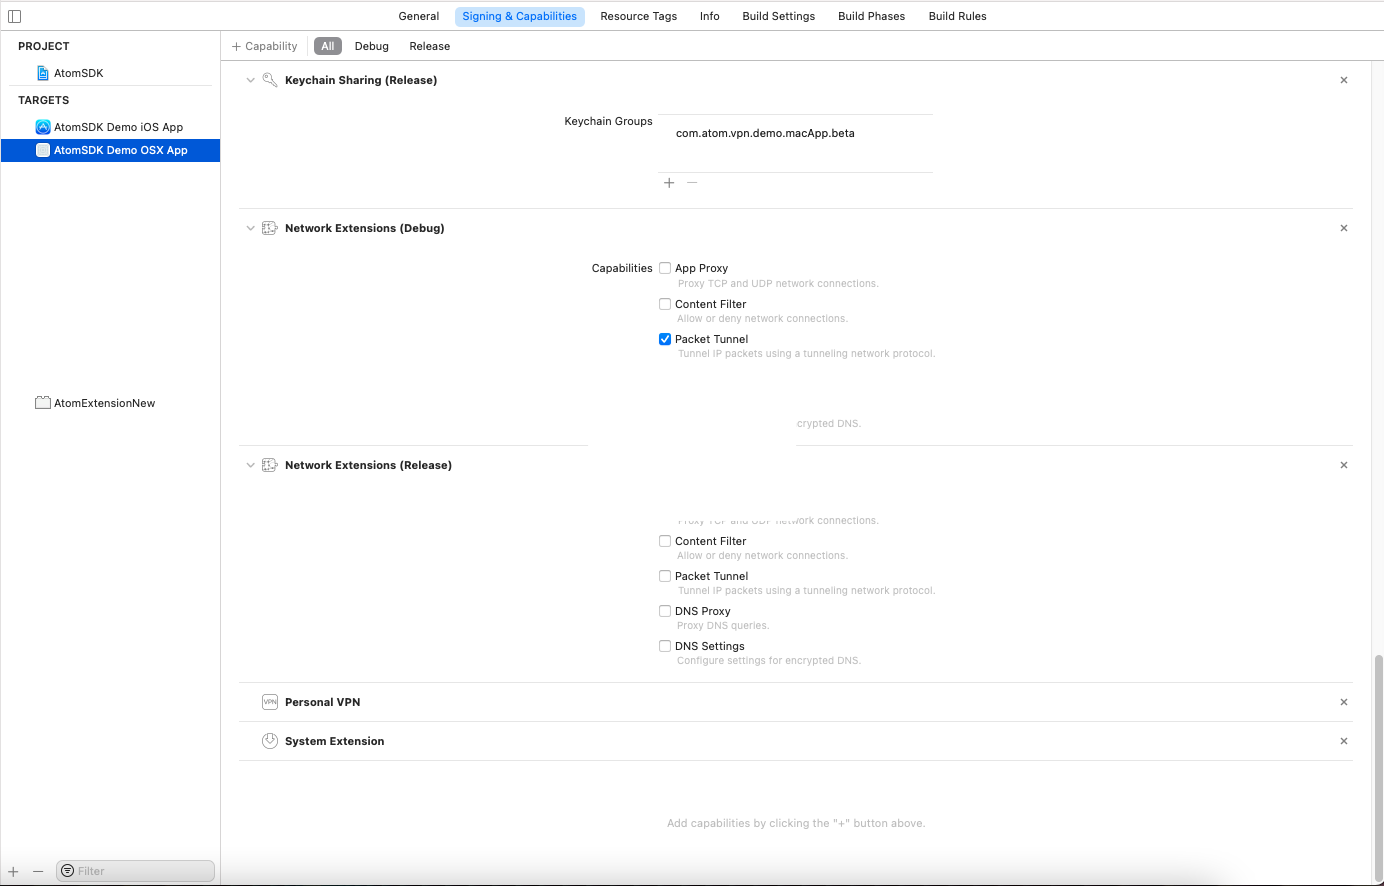 General Signing & Capabilities Resource Tags Info Build Settings Build Phases Build Rules
PROJECT
AtomSDK
TARGETS
AtomSDK Demo iOS App
AtomSDK Demo OSX App
AtomExtensionNew
Filter
+ Capability All Debug Release
Keychain Sharing (Release)
Keychain Groups
com.atom.vpn.demo.macApp.beta
Network Extensions (Debug)
Capabilities
App Proxy
Proxy TCP and UDP network connections.
Content Filter
Allow or deny network connections.
Packet Tunnel
Tunnel IP packets using a tunneling network protocol.
crypted DNS.
Network Extensions (Release)
Proxy TCP and UDP network connections.
Content Filter
Allow or deny network connections.
Packet Tunnel
Tunnel IP packets using a tunneling network protocol.
DNS Proxy
Proxy DNS queries.
DNS Settings
Configure settings for encrypted DNS.
VPN Personal VPN
System Extension
Add capabilities by clicking the "+" button above.